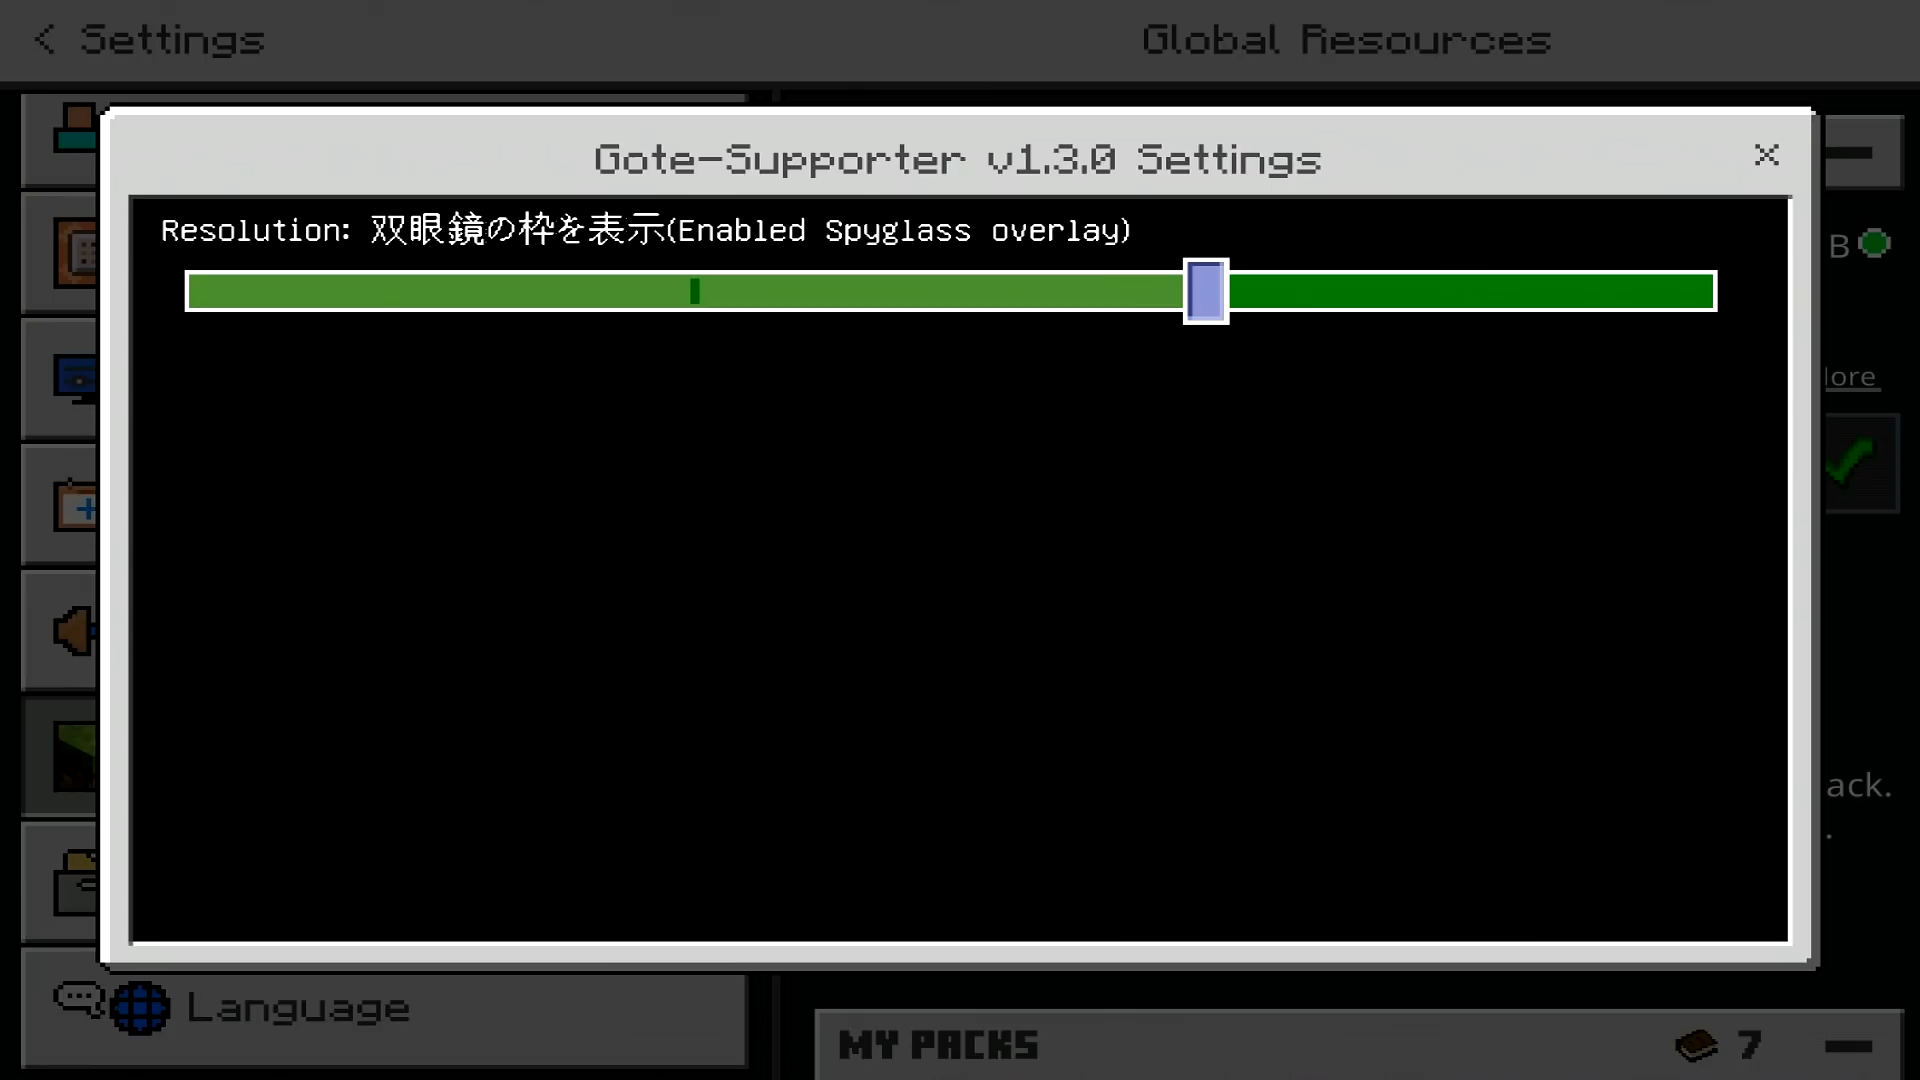 < Settings
Global Resources
Gote-Supporter v1.3.0 Settings
Resolution: 双眼鏡の枠を表示(Enabled Spyglass overlay)
B
lore
ack.
.
Language
MY PACKS
7